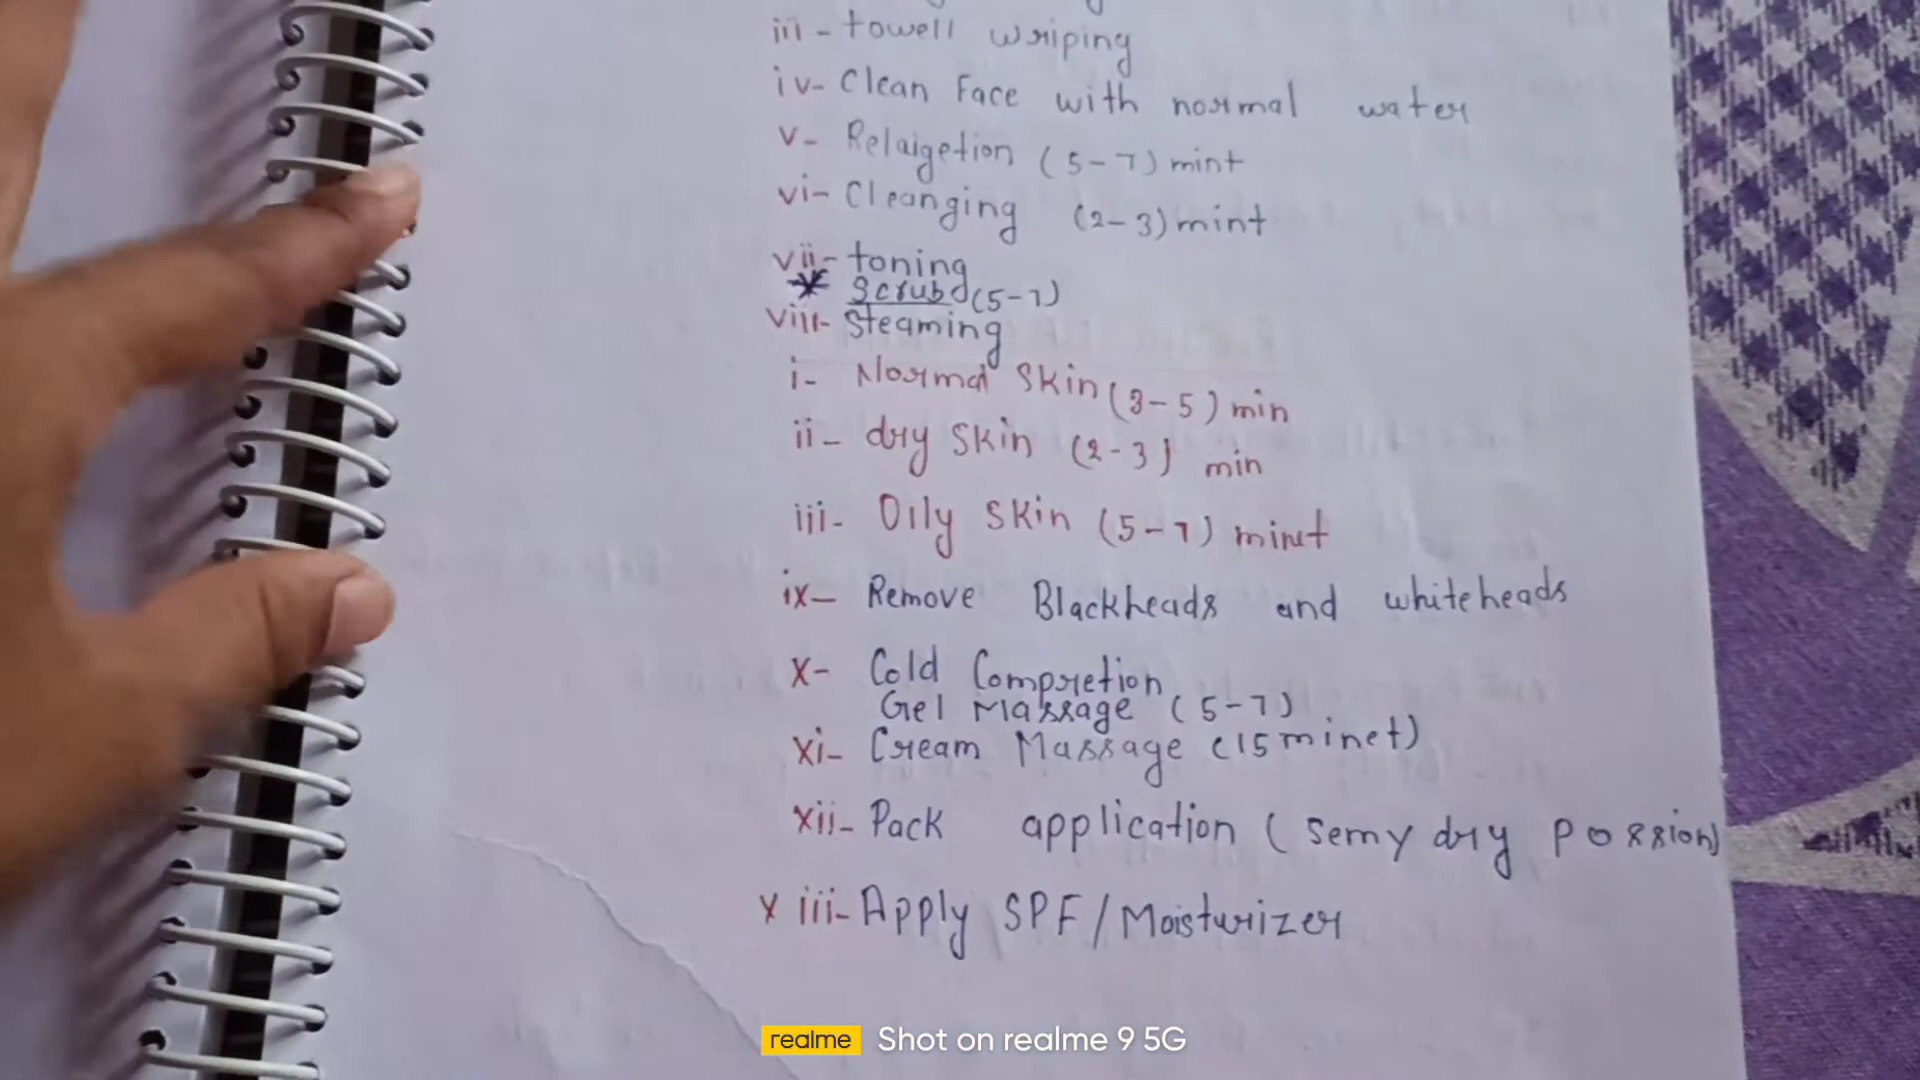 iii - towell wriping
iv- Clean Face with normal water
v- Relaigetion (5-7) mint
vi- Cleanging (2-3) mint
vii- toning
* Scrub (5-7)
viii- Steaming
i- Normal Skin (3-5) min
ii- dry skin (2-3) min
iii- Oily Skin (5-7) minut
ix- Remove Blackheads and whiteheads
x- Cold Compretion
Gel Massage (5-7)
xi- Cream Massage (15 minet)
xii- Pack application (semy dry possion)
xiii- Apply SPF/Moisturizer
realme Shot on realme 9 5G